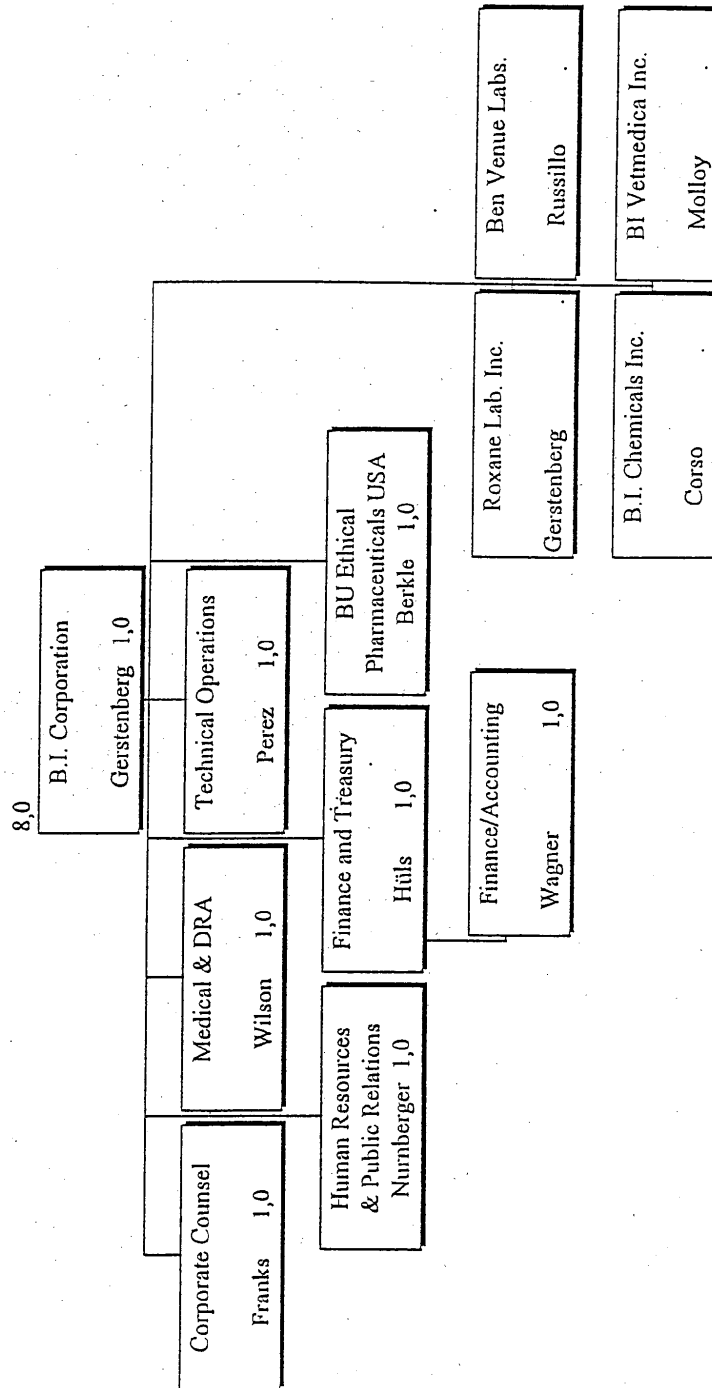 8,0
B.I. Corporation
Gerstenberg 1,0
Corporate Counsel
Franks 1,0
Medical & DRA
Wilson 1,0
Technical Operations
Perez 1,0
Human Resources
& Public Relations
Nurnberger 1,0
Finance and Treasury
Hüls 1,0
BU Ethical
Pharmaceuticals USA
Berkle 1,0
Finance/Accounting
Wagner 1,0
Roxane Lab. Inc.
Gerstenberg
Ben Venue Labs.
Russillo
B.I. Chemicals Inc.
Corso
BI Vetmedica Inc.
Molloy